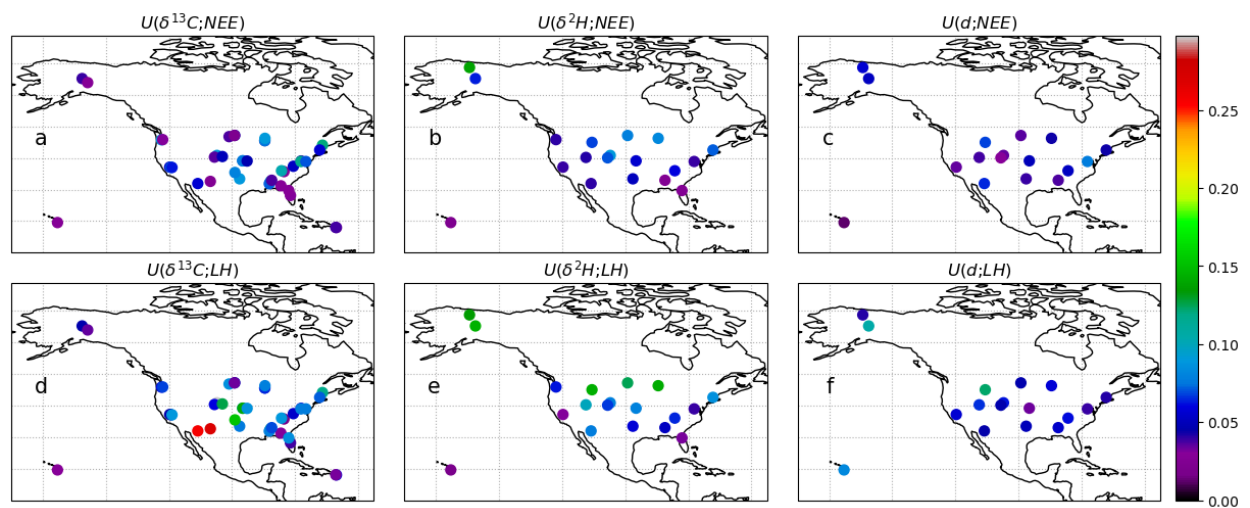 U(δ¹³C;NEE)
U(δ²H;NEE)
U(d;NEE)
a
b
c
U(δ¹³C;LH)
U(δ²H;LH)
U(d;LH)
d
e
f
0.25
0.20
0.15
0.10
0.05
0.00